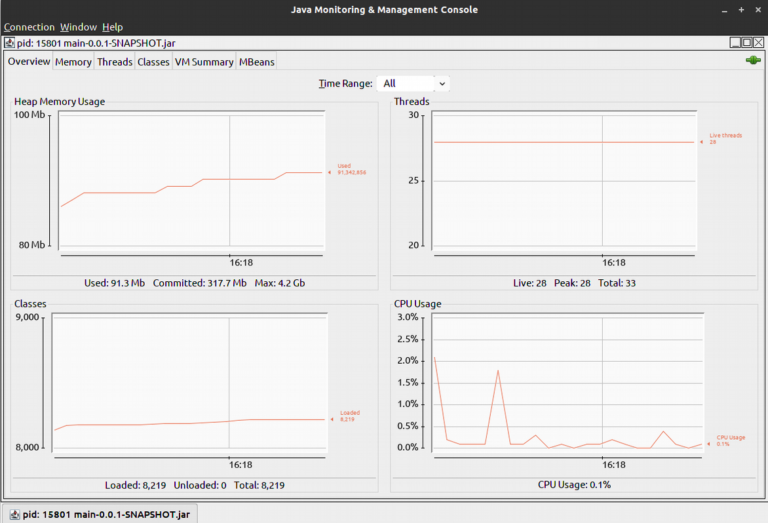 Java Monitoring & Management Console
Connection Window Help
pid: 15801 main-0.0.1-SNAPSHOT.jar
Overview Memory Threads Classes VM Summary MBeans
Time Range: All
Heap Memory Usage
100 Mb
80 Mb
Used
91,342,656
16:18
Used: 91.3 Mb Committed: 317.7 Mb Max: 4.2 Gb
Threads
30
25
20
Live threads
28
16:18
Live: 28 Peak: 28 Total: 33
Classes
9,000
8,000
Loaded
8,219
16:18
Loaded: 8,219 Unloaded: 0 Total: 8,219
CPU Usage
3.0%
2.5%
2.0%
1.5%
1.0%
0.5%
0.0%
CPU Usage
0.1%
16:18
CPU Usage: 0.1%
pid: 15801 main-0.0.1-SNAPSHOT.jar